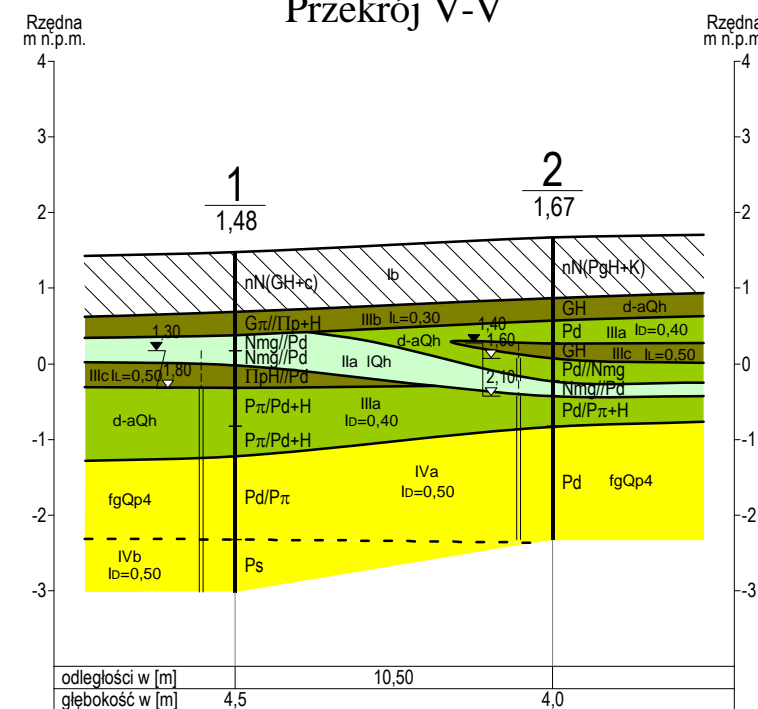 Przekrój V-V
Rzędna
m n.p.m.
Rzędna
m n.p.m
4
4
3
3
2
2
1
1
0
0
-1
-1
-2
-2
-3
-3
1
1,48
2
1,67
nN(GH+c)
Ib
nN(PgH+K)
Gπ//Πp+H
IIIb IL=0,30
GH
d-aQh
1,30
Nmg//Pd
Nmg//Pd
d-aQh
1,40
1,60
Pd
IIIa ID=0,40
GH
IIIc IL=0,50
IIa IQh
IIIc IL=0,50
1,80
ΠpH//Pd
2,10
Pd//Nmg
Nmg//Pd
d-aQh
Pπ/Pd+H
IIIa
ID=0,40
Pd/Pπ+H
Pπ/Pd+H
fgQp4
Pd/Pπ
IVa
ID=0,50
Pd
fgQp4
IVb
ID=0,50
Ps
odległości w [m]
10,50
głębokość w [m]
4,5
4,0